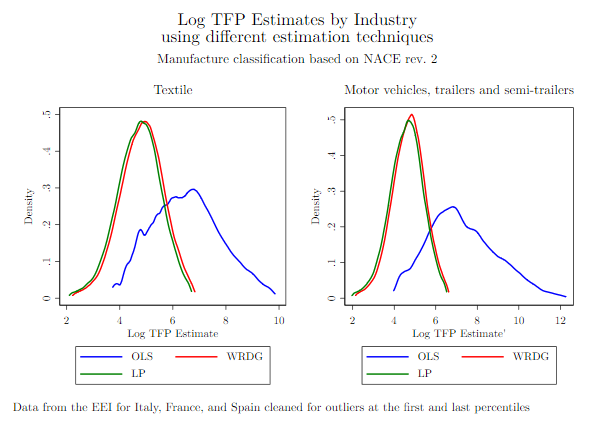 Log TFP Estimates by Industry
using different estimation techniques
Manufacture classification based on NACE rev. 2
Textile
Density
.5
.4
.3
.2
.1
0
2 4 6 8 10
Log TFP Estimate
OLS WRDG
LP
Motor vehicles, trailers and semi-trailers
Density
.5
.4
.3
.2
.1
0
2 4 6 8 10 12
Log TFP Estimate'
OLS WRDG
LP
Data from the EEI for Italy, France, and Spain cleaned for outliers at the first and last percentiles